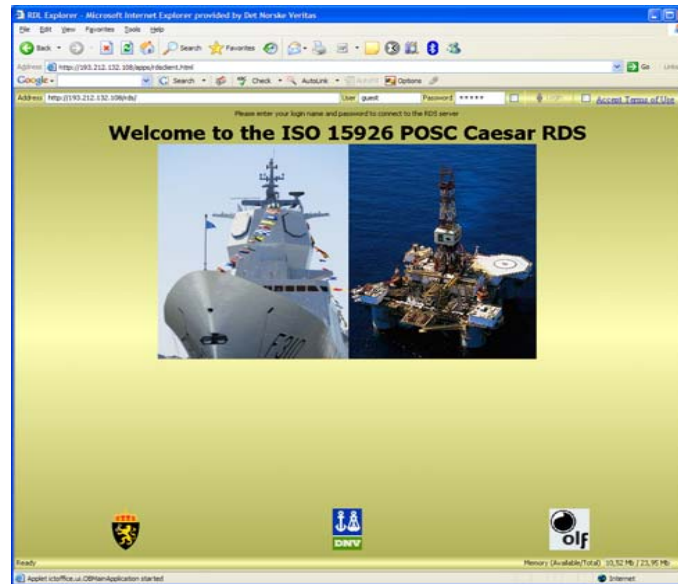 RDL Explorer - Microsoft Internet Explorer provided by Det Norske Veritas
File Edit View Favorites Tools Help
Back Search Favorites
Address http://193.212.132.108/apps/rdsclient.html Go Links
Google Search Check AutoLink AutoFill Options
Address http://193.212.132.108/rds/ User guest Password ***** Login Accept Terms of Use
Please enter your login name and password to connect to the RDS server
Welcome to the ISO 15926 POSC Caesar RDS
F310
DNV
olf
Ready Memory (Available/Total) 10,52 Mb / 23,95 Mb
Applet ictoffice.ui.OBMainApplication started Internet